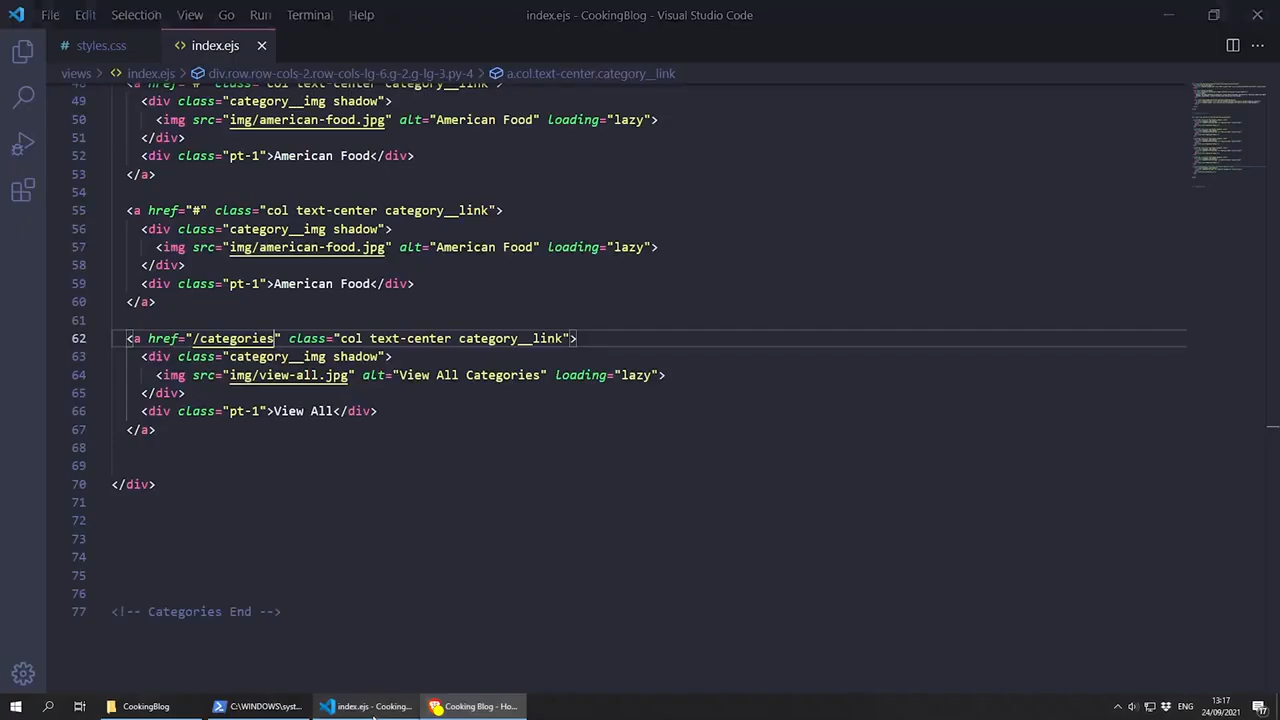 File Edit Selection View Go Run Terminal Help index.ejs - CookingBlog - Visual Studio Code
styles.css <> index.ejs
views > <> index.ejs > div.row.row-cols-2.row-cols-lg-6.g-2.g-lg-3.py-4 > a.col.text-center.category__link
48 <a href="#" class="col text-center category__link">
49 <div class="category__img shadow">
50 <img src="img/american-food.jpg" alt="American Food" loading="lazy">
51 </div>
52 <div class="pt-1">American Food</div>
53 </a>
54
55 <a href="#" class="col text-center category__link">
56 <div class="category__img shadow">
57 <img src="img/american-food.jpg" alt="American Food" loading="lazy">
58 </div>
59 <div class="pt-1">American Food</div>
60 </a>
61
62 <a href="/categories" class="col text-center category__link">
63 <div class="category__img shadow">
64 <img src="img/view-all.jpg" alt="View All Categories" loading="lazy">
65 </div>
66 <div class="pt-1">View All</div>
67 </a>
68
69
70 </div>
71
72
73
74
75
76
77 <!-- Categories End -->
CookingBlog C:\WINDOWS\syst... index.ejs - Cooking... Cooking Blog - Ho... ENG 13:17
24/09/2021 17